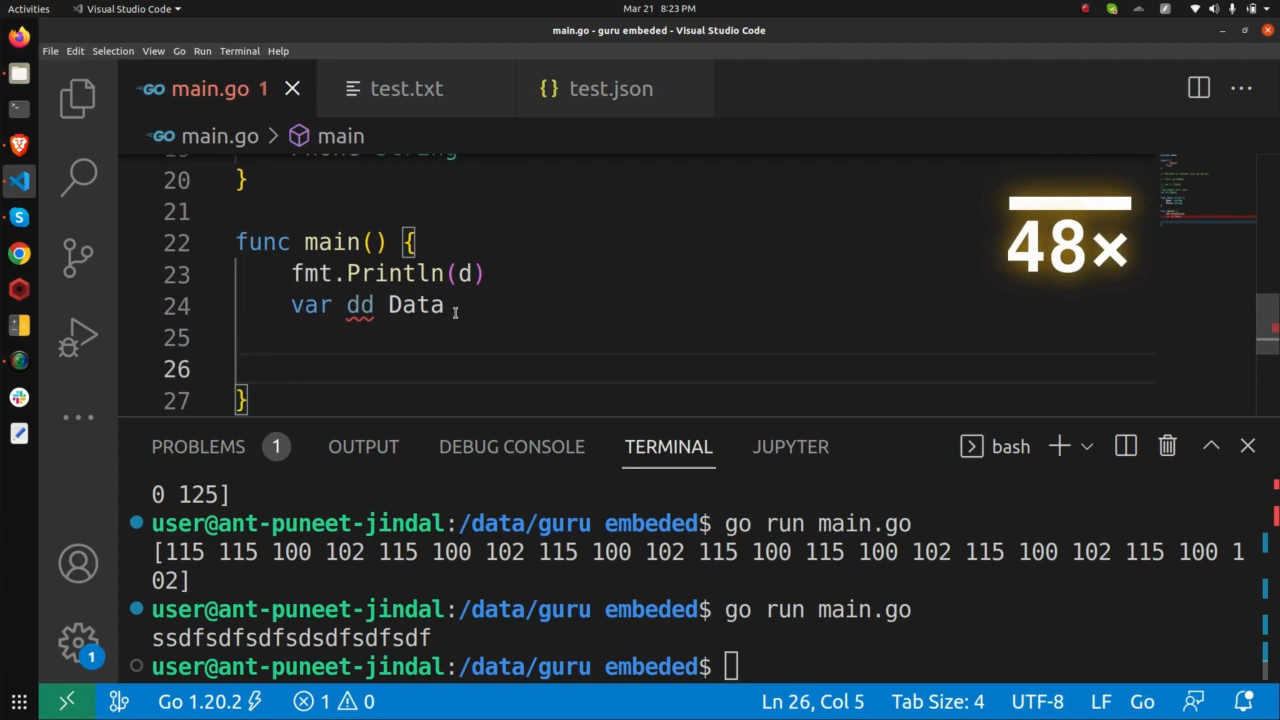 Activities Visual Studio Code Mar 21 8:23 PM
main.go - guru embeded - Visual Studio Code
File Edit Selection View Go Run Terminal Help
main.go 1 test.txt {} test.json
main.go > main
20 }
21
22 func main() {
23 fmt.Println(d)
24 var dd Data
25
26
27 }
48×
PROBLEMS 1 OUTPUT DEBUG CONSOLE TERMINAL JUPYTER bash
0 125]
user@ant-puneet-jindal:/data/guru embeded$ go run main.go
[115 115 100 102 115 100 102 115 100 102 115 100 115 100 102 115 100 102 115 100 1
02]
user@ant-puneet-jindal:/data/guru embeded$ go run main.go
ssdfsdfsdfsdsdfsdfsdf
user@ant-puneet-jindal:/data/guru embeded$
1
Go 1.20.2 1 0 Ln 26, Col 5 Tab Size: 4 UTF-8 LF Go